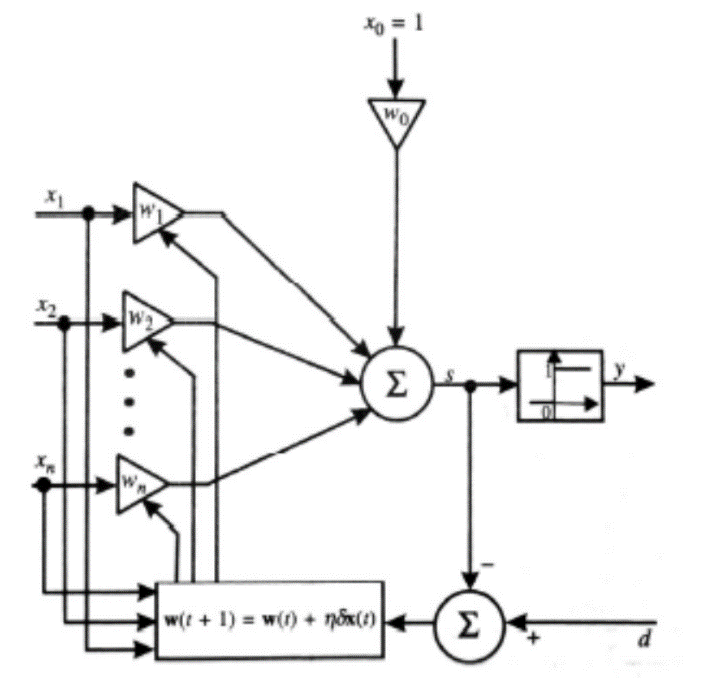 x₀ = 1
w₀
x₁
w₁
x₂
w₂
Σ
s
1
0
y
xₙ
wₙ
−
w(t + 1) = w(t) + ηδx(t)
Σ
+
d